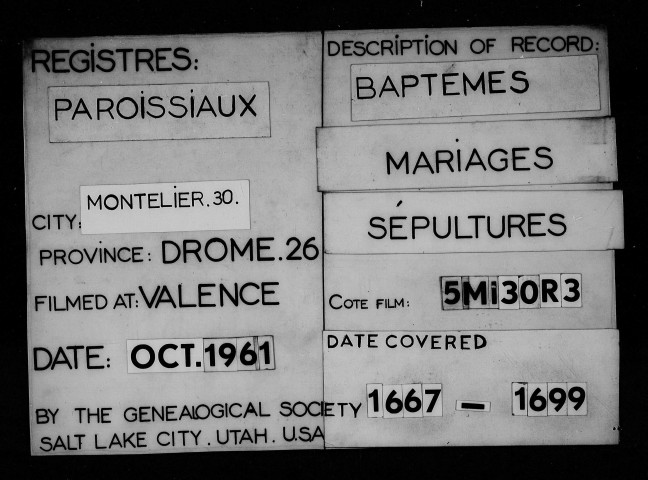 REGISTRES:
PAROISSIAUX
CITY: MONTELIER.30.
PROVINCE: DROME.26
FILMED AT: VALENCE
DATE: OCT.1961
BY THE GENEALOGICAL SOCIETY
SALT LAKE CITY. UTAH. U.S.A
DESCRIPTION OF RECORD:
BAPTEMES
MARIAGES
SÉPULTURES
COTE FILM: 5Mi30R3
DATE COVERED
1667 — 1699